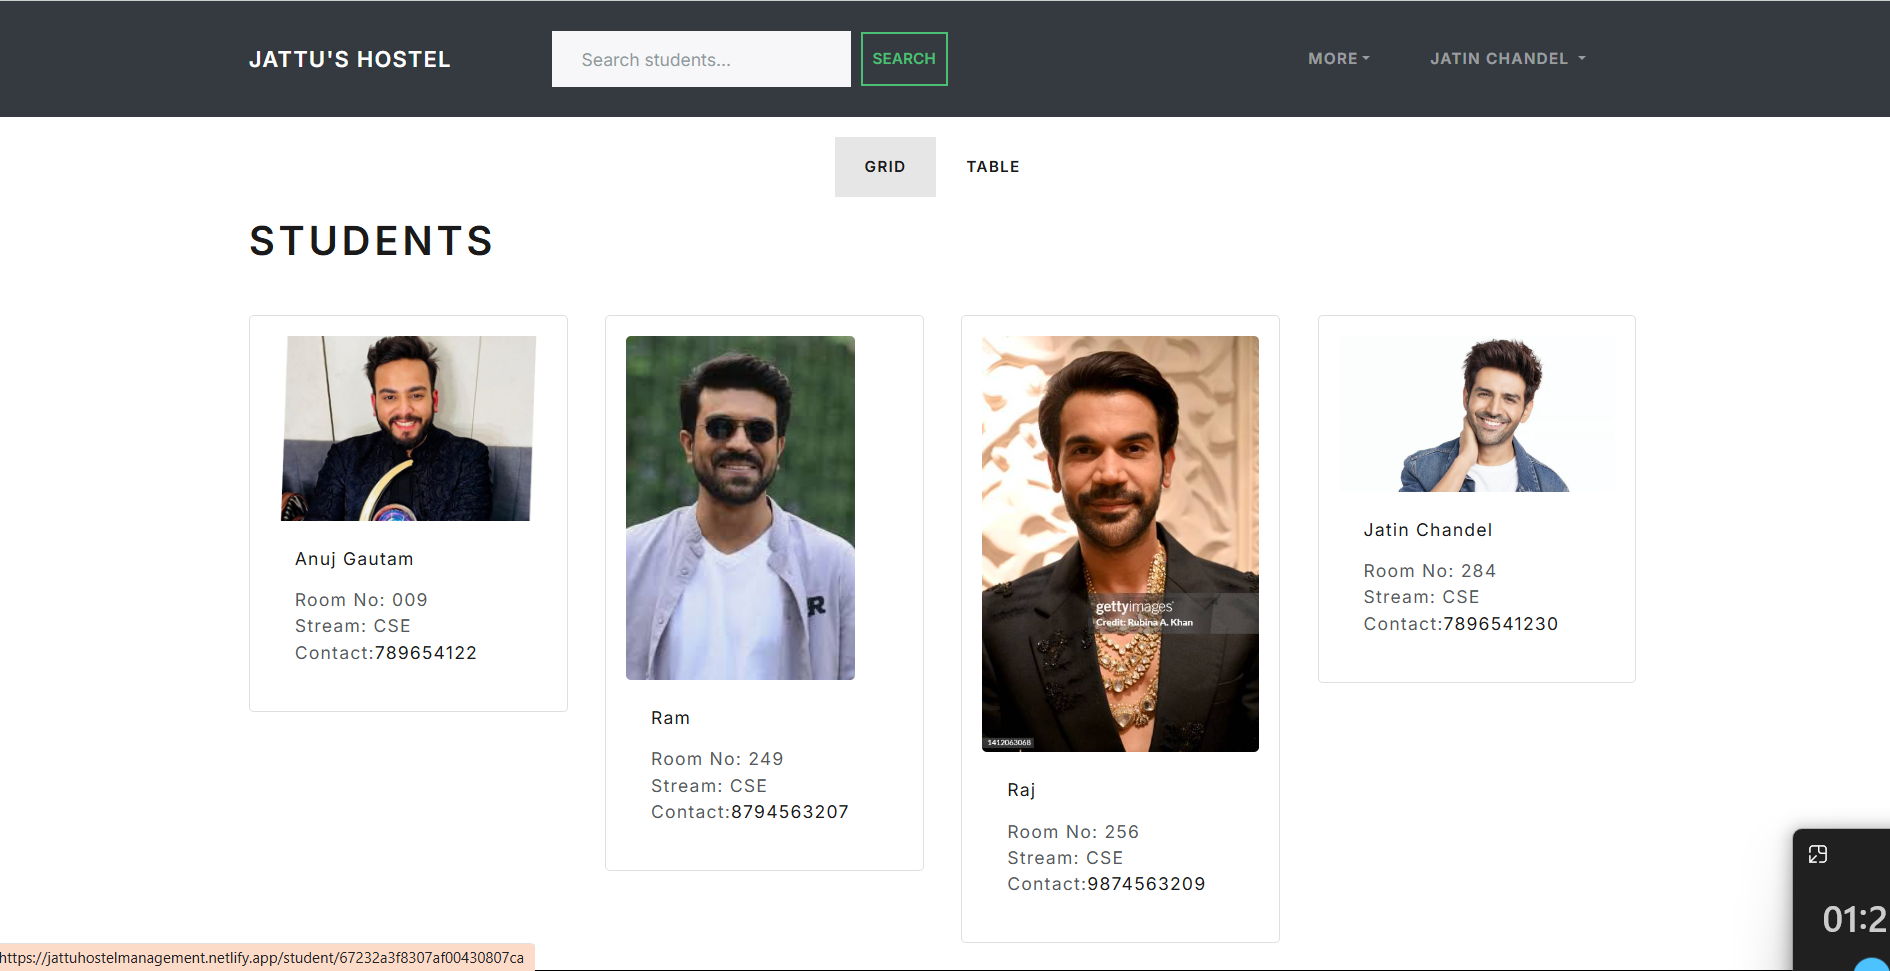 JATTU'S HOSTEL
Search students...
SEARCH
MORE
JATIN CHANDEL
GRID
TABLE
STUDENTS
Anuj Gautam
Room No: 009
Stream: CSE
Contact:789654122
R
Ram
Room No: 249
Stream: CSE
Contact:8794563207
gettyimages
Credit: Rubina A. Khan
1412063068
Raj
Room No: 256
Stream: CSE
Contact:9874563209
Jatin Chandel
Room No: 284
Stream: CSE
Contact:7896541230
01:2
https://jattuhostelmanagement.netlify.app/student/67232a3f8307af00430807ca